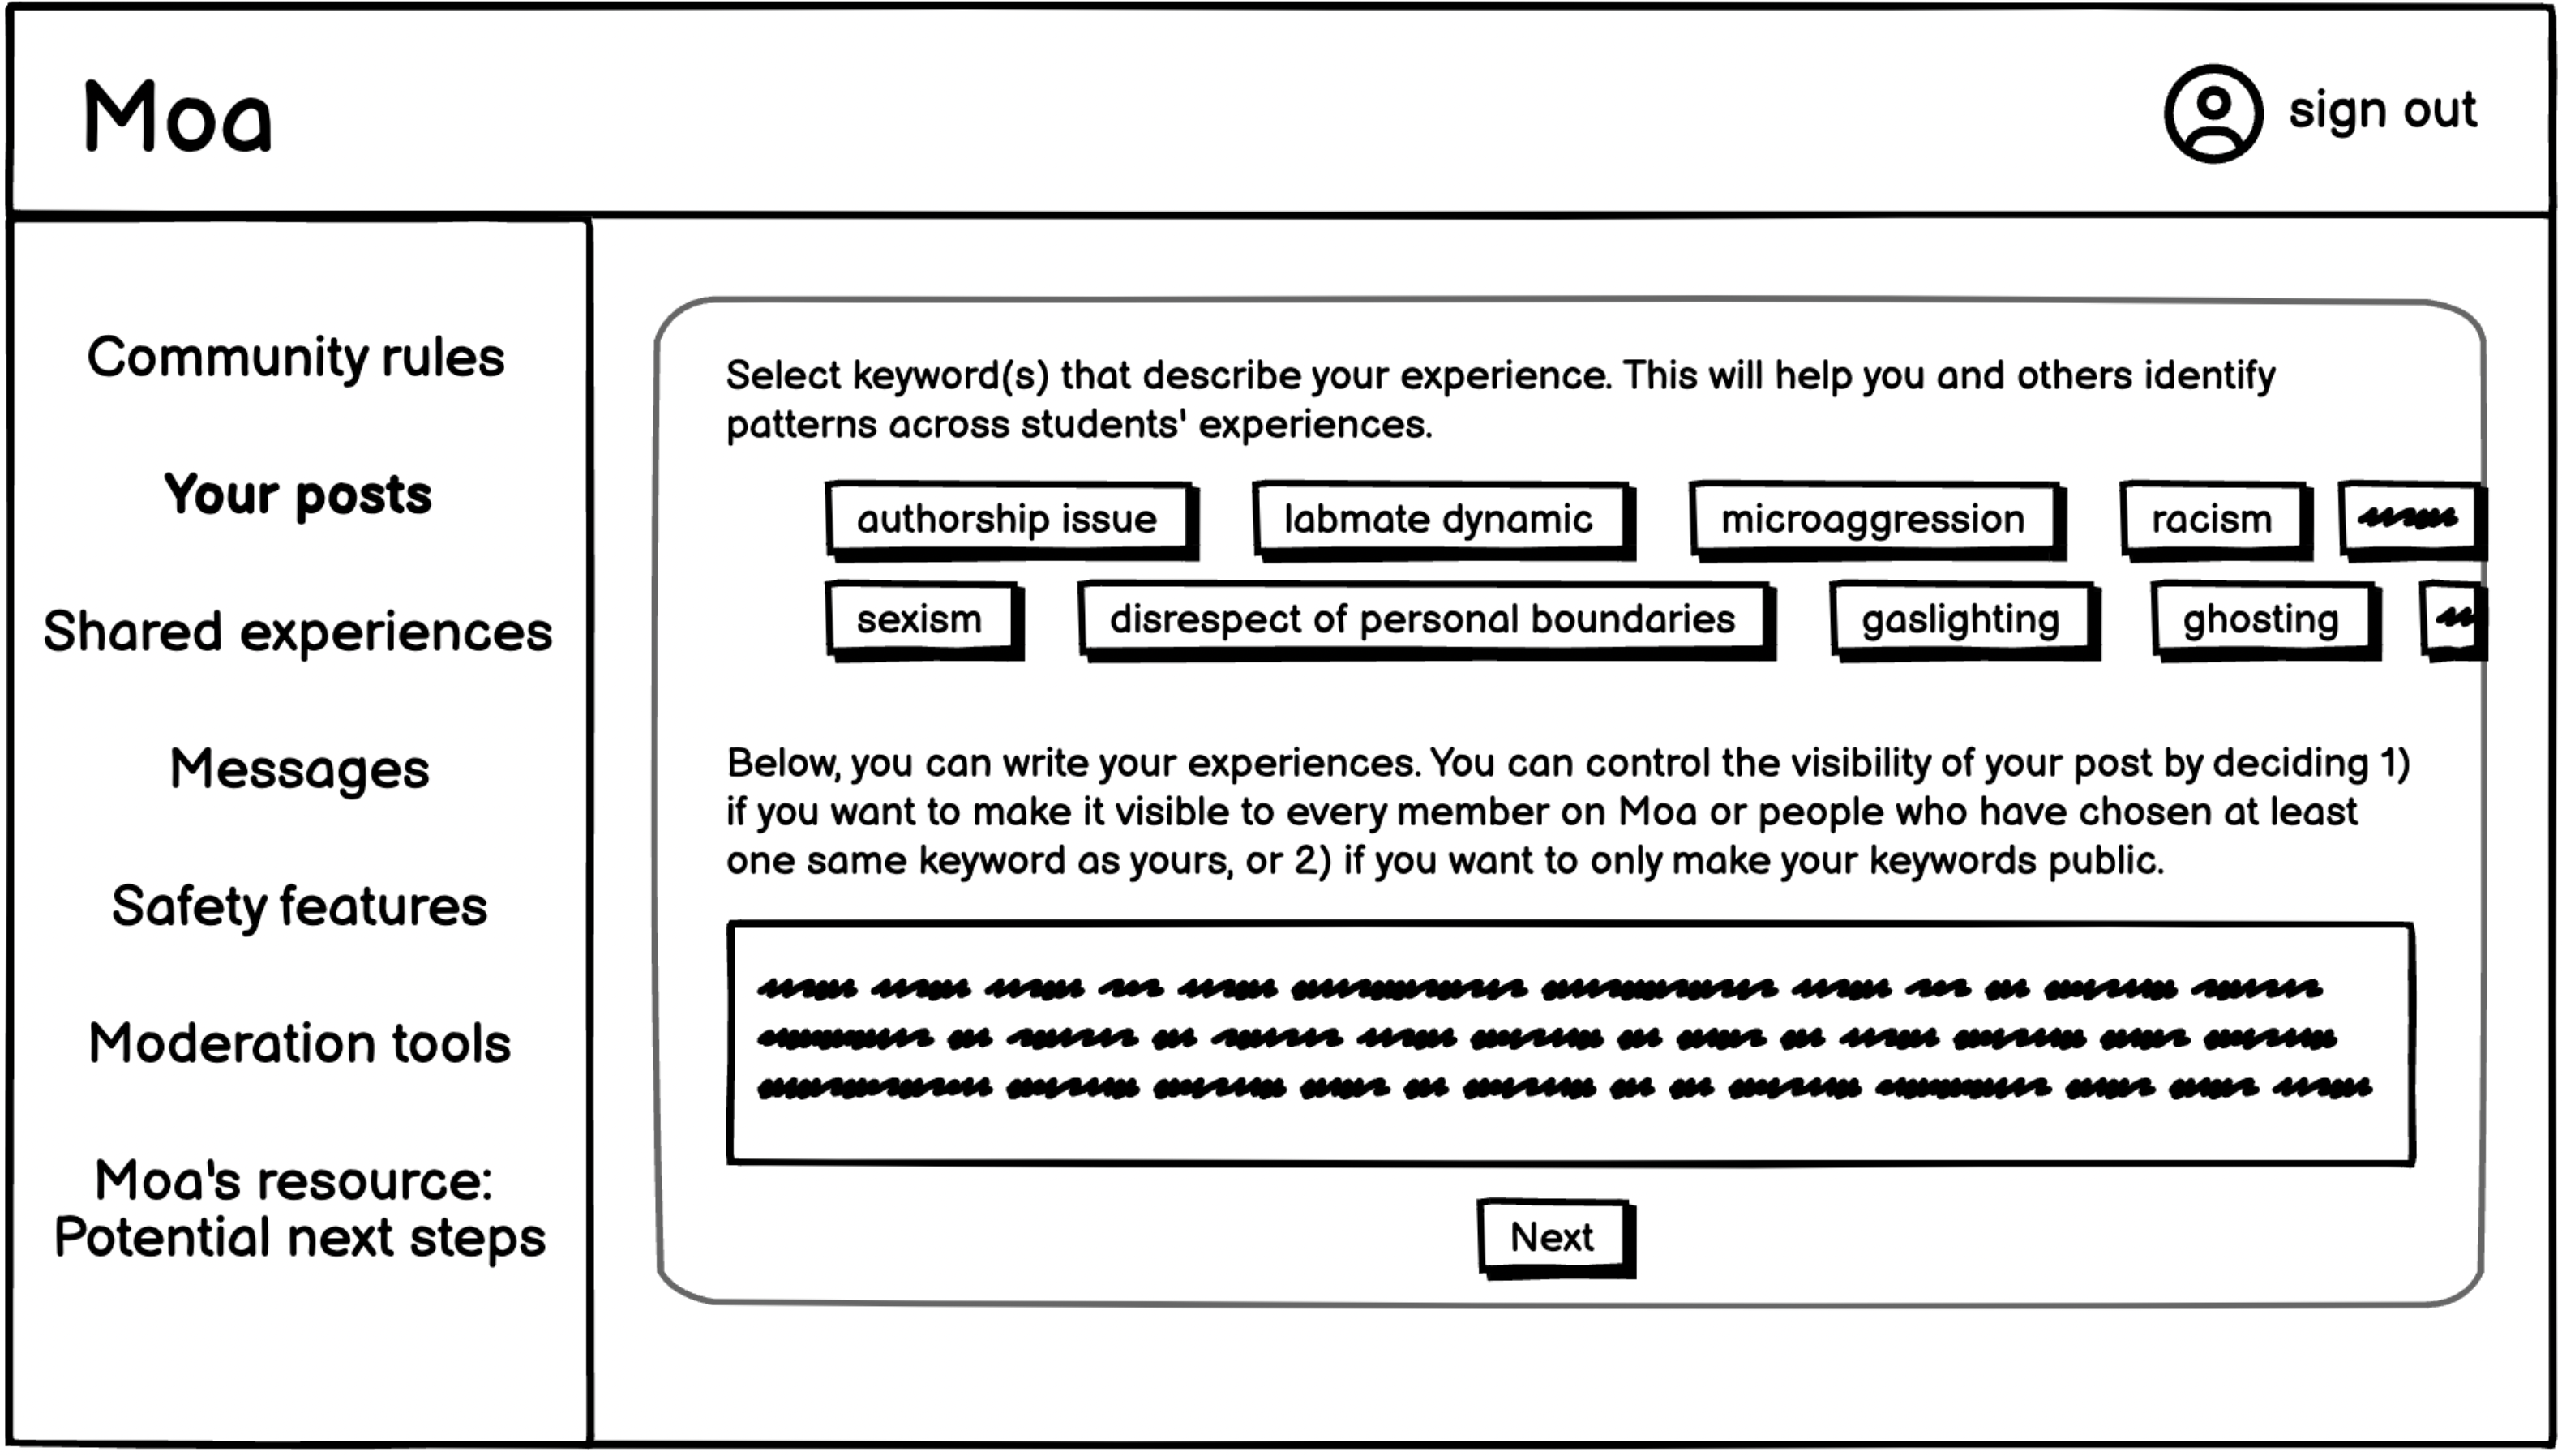 Moa
sign out
Community rules
Your posts
Shared experiences
Messages
Safety features
Moderation tools
Moa's resource:
Potential next steps
Select keyword(s) that describe your experience. This will help you and others identify
patterns across students' experiences.
authorship issue labmate dynamic microaggression racism
sexism disrespect of personal boundaries gaslighting ghosting
Below, you can write your experiences. You can control the visibility of your post by deciding 1)
if you want to make it visible to every member on Moa or people who have chosen at least
one same keyword as yours, or 2) if you want to only make your keywords public.
Next